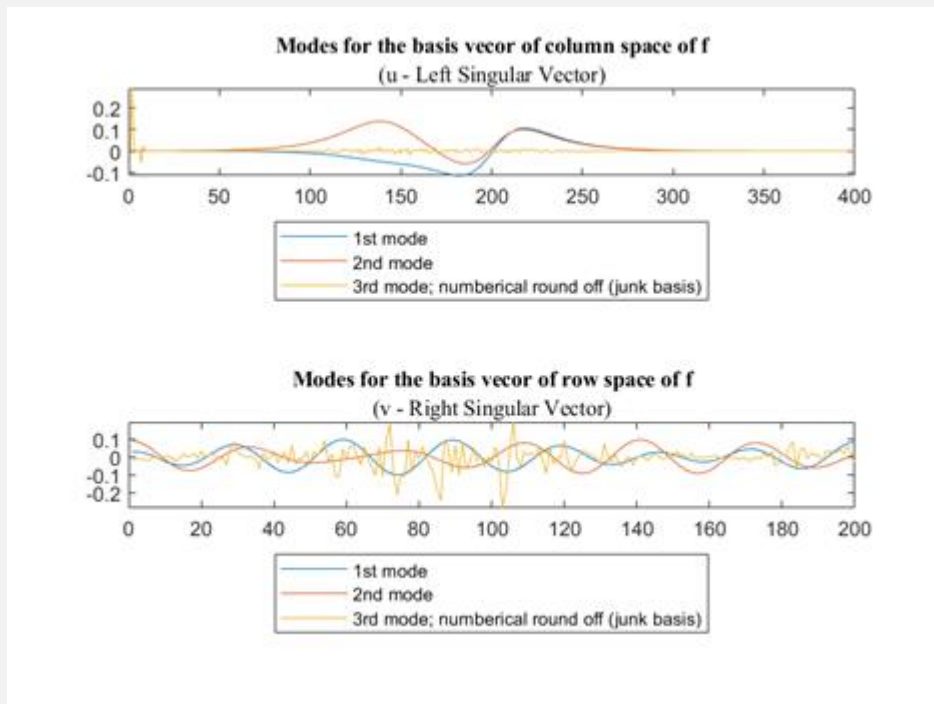 Modes for the basis vecor of column space of f
(u - Left Singular Vector)
0.2
0.1
0
-0.1
0 50 100 150 200 250 300 350 400
1st mode
2nd mode
3rd mode; numberical round off (junk basis)
Modes for the basis vecor of row space of f
(v - Right Singular Vector)
0.1
0
-0.1
-0.2
0 20 40 60 80 100 120 140 160 180 200
1st mode
2nd mode
3rd mode; numberical round off (junk basis)